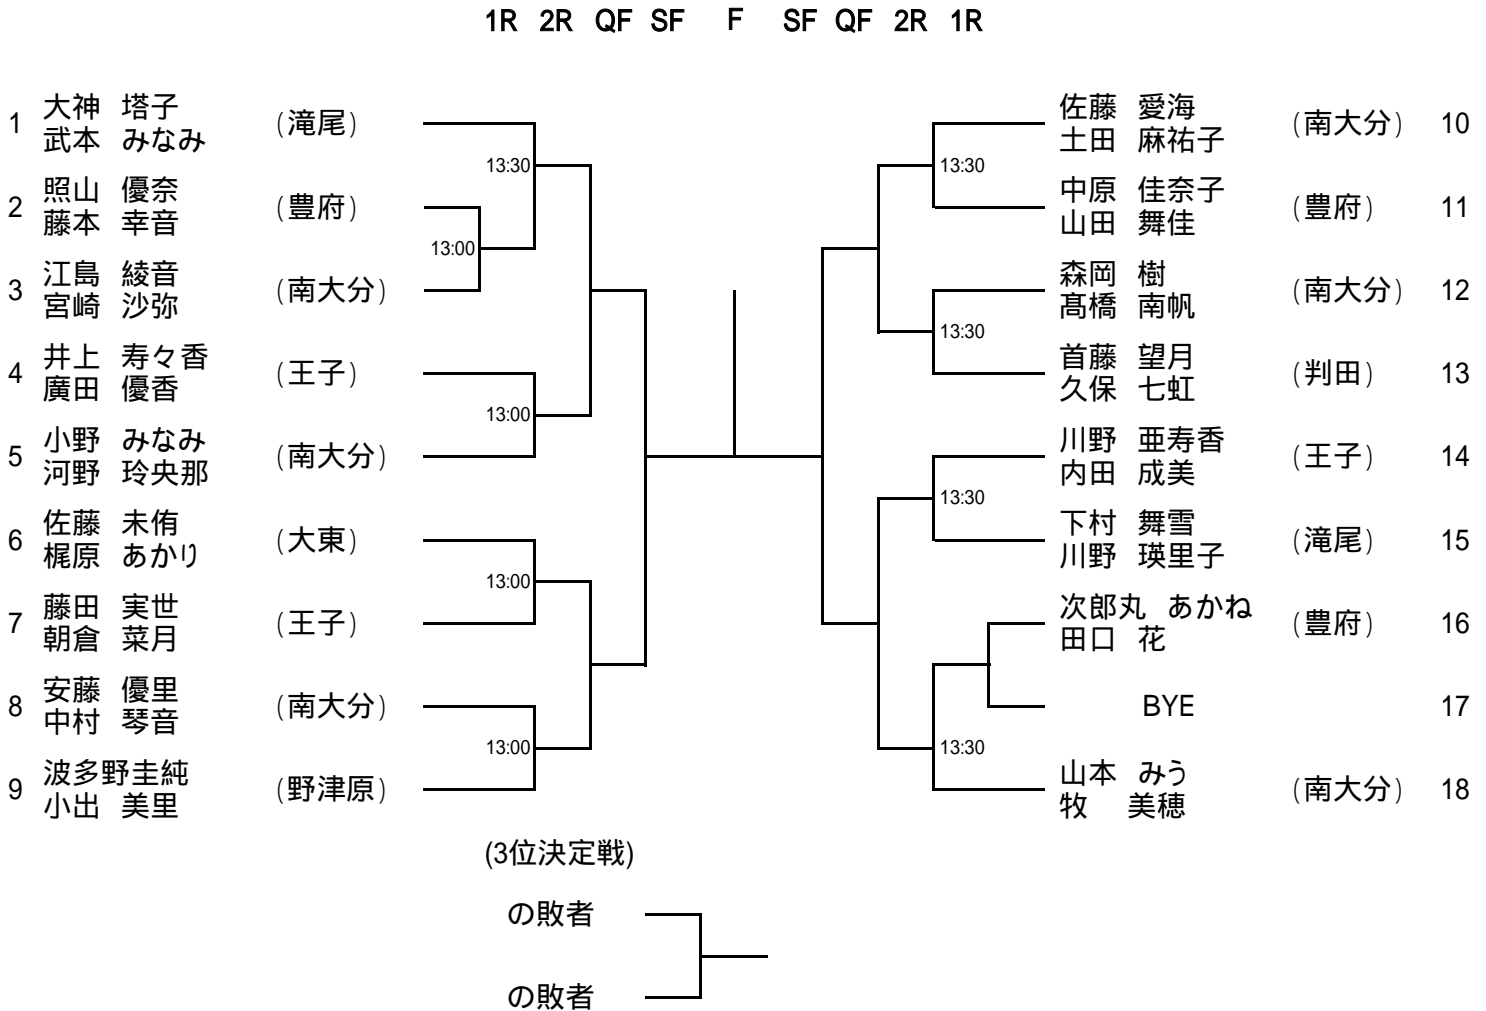 1R 2R QF SF F SF QF 2R 1R
1 大神 塔子 武本 みなみ (滝尾)
2 照山 優奈 藤本 幸音 (豊府)
3 江島 綾音 宮崎 沙弥 (南大分)
4 井上 寿々香 廣田 優香 (王子)
5 小野 みなみ 河野 玲央那 (南大分)
6 佐藤 未侑 梶原 あかり (大東)
7 藤田 実世 朝倉 菜月 (王子)
8 安藤 優里 中村 琴音 (南大分)
9 波多野圭純 小出 美里 (野津原)
13:30
13:00
13:00
13:00
13:00
佐藤 愛海 土田 麻祐子 (南大分) 10
中原 佳奈子 山田 舞佳 (豊府) 11
森岡 樹 髙橋 南帆 (南大分) 12
首藤 望月 久保 七虹 (判田) 13
川野 亜寿香 内田 成美 (王子) 14
下村 舞雪 川野 瑛里子 (滝尾) 15
次郎丸 あかね 田口 花 (豊府) 16
BYE 17
山本 みう 牧 美穂 (南大分) 18
13:30
13:30
13:30
13:30
(3位決定戦)
の敗者
の敗者